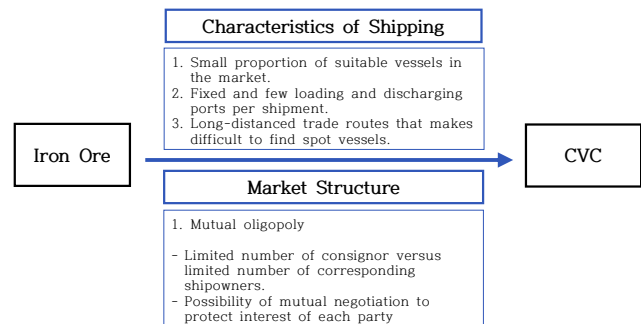 Characteristics of Shipping
1. Small proportion of suitable vessels in
the market.
2. Fixed and few loading and discharging
ports per shipment.
3. Long-distanced trade routes that makes
difficult to find spot vessels.
Iron Ore
CVC
Market Structure
1. Mutual oligopoly
- Limited number of consignor versus
limited number of corresponding
shipowners.
- Possibility of mutual negotiation to
protect interest of each party